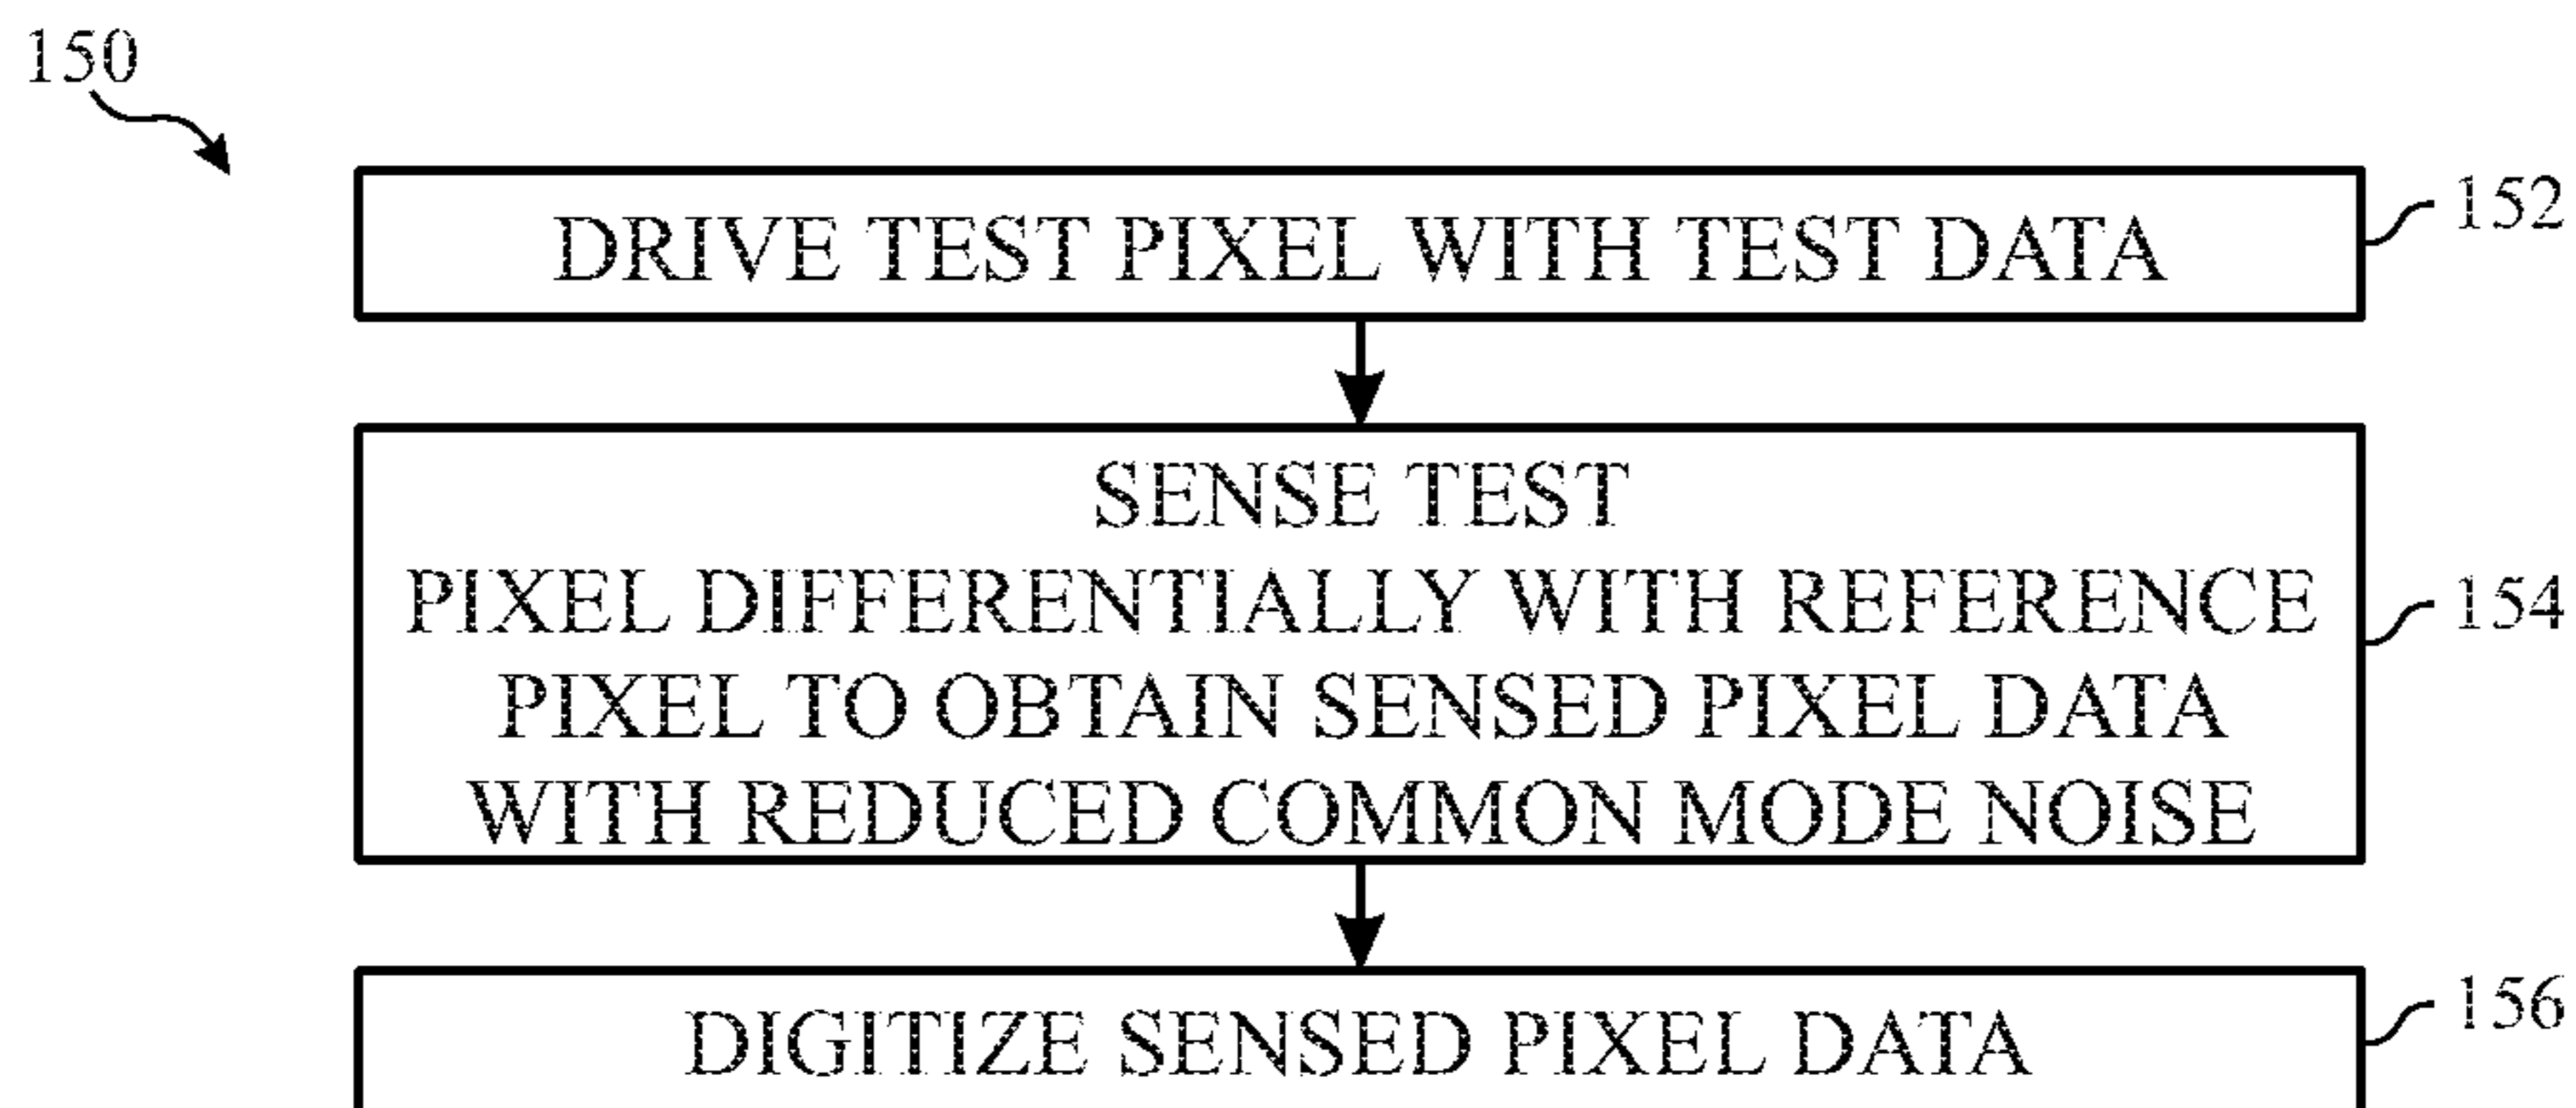 150
DRIVE TEST PIXEL WITH TEST DATA
152
SENSE TEST
PIXEL DIFFERENTIALLY WITH REFERENCE
PIXEL TO OBTAIN SENSED PIXEL DATA
WITH REDUCED COMMON MODE NOISE
154
DIGITIZE SENSED PIXEL DATA
156